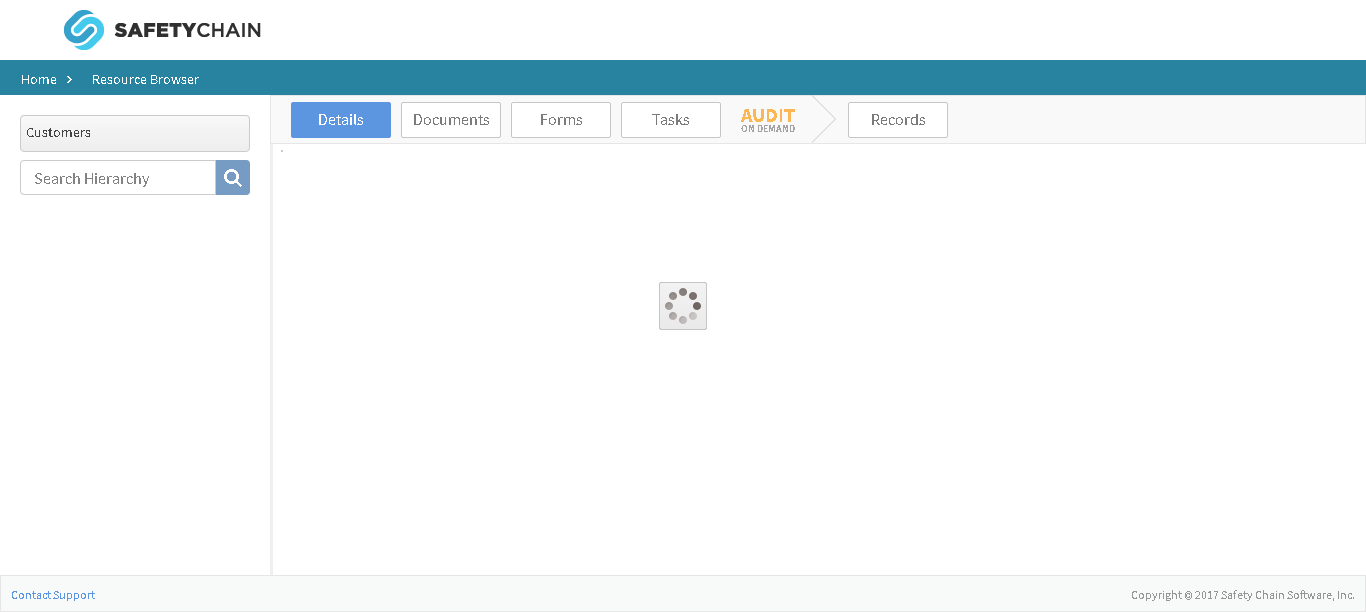 SAFETYCHAIN
Home
Resource Browser
Customers
Search Hierarchy
Details
Documents
Forms
Tasks
AUDIT
ON DEMAND
Records
Contact Support
Copyright © 2017 Safety Chain Software, Inc.